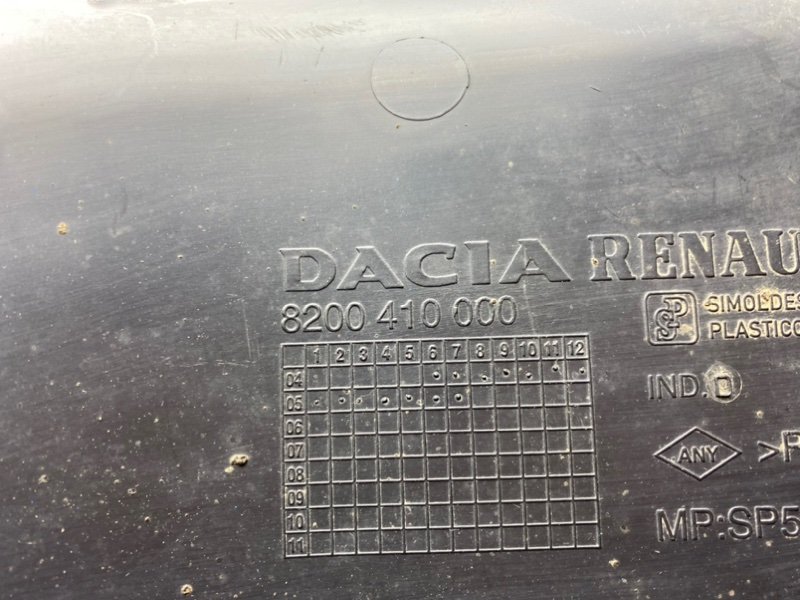 DACIA RENAU
8200 410 000
SIMOLDES
PLASTICO
1 2 3 4 5 6 7 8 9 10 11 12
04
05
06
07
08
09
10
11
IND.
ANY >P
MP:SP5